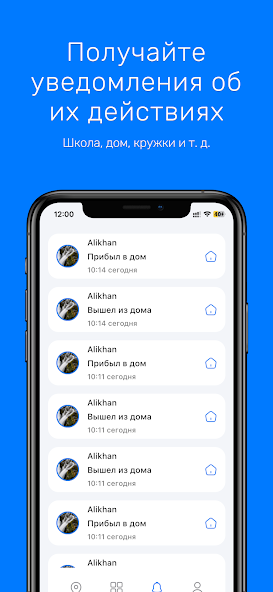 Получайте
уведомления об
их действиях
Школа, дом, кружки и т. д.
12:00
40+
Alikhan
Прибыл в дом
10:14 сегодня
Alikhan
Вышел из дома
10:14 сегодня
Alikhan
Прибыл в дом
10:11 сегодня
Alikhan
Вышел из дома
10:11 сегодня
Alikhan
Вышел из дома
10:11 сегодня
Alikhan
Прибыл в дом
10:11 сегодня
Alikhan